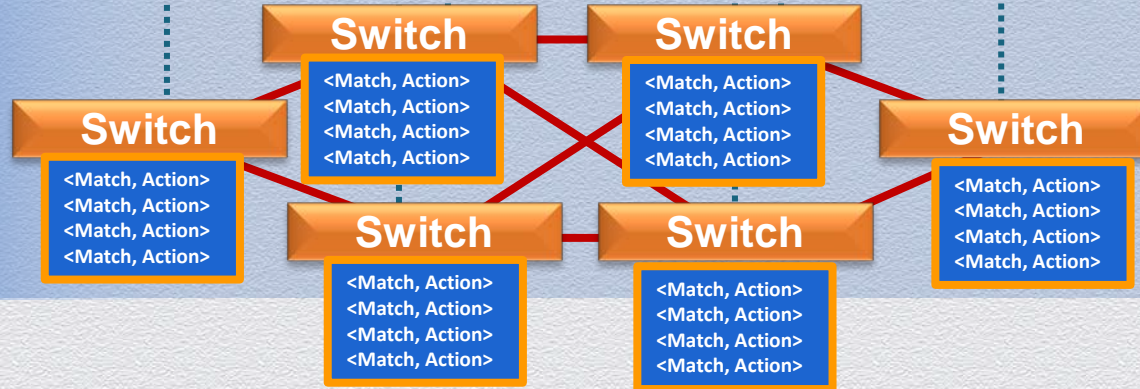 Switch
<Match, Action>
<Match, Action>
<Match, Action>
<Match, Action>
Switch
<Match, Action>
<Match, Action>
<Match, Action>
<Match, Action>
Switch
<Match, Action>
<Match, Action>
<Match, Action>
<Match, Action>
Switch
<Match, Action>
<Match, Action>
<Match, Action>
<Match, Action>
Switch
<Match, Action>
<Match, Action>
<Match, Action>
<Match, Action>
Switch
<Match, Action>
<Match, Action>
<Match, Action>
<Match, Action>